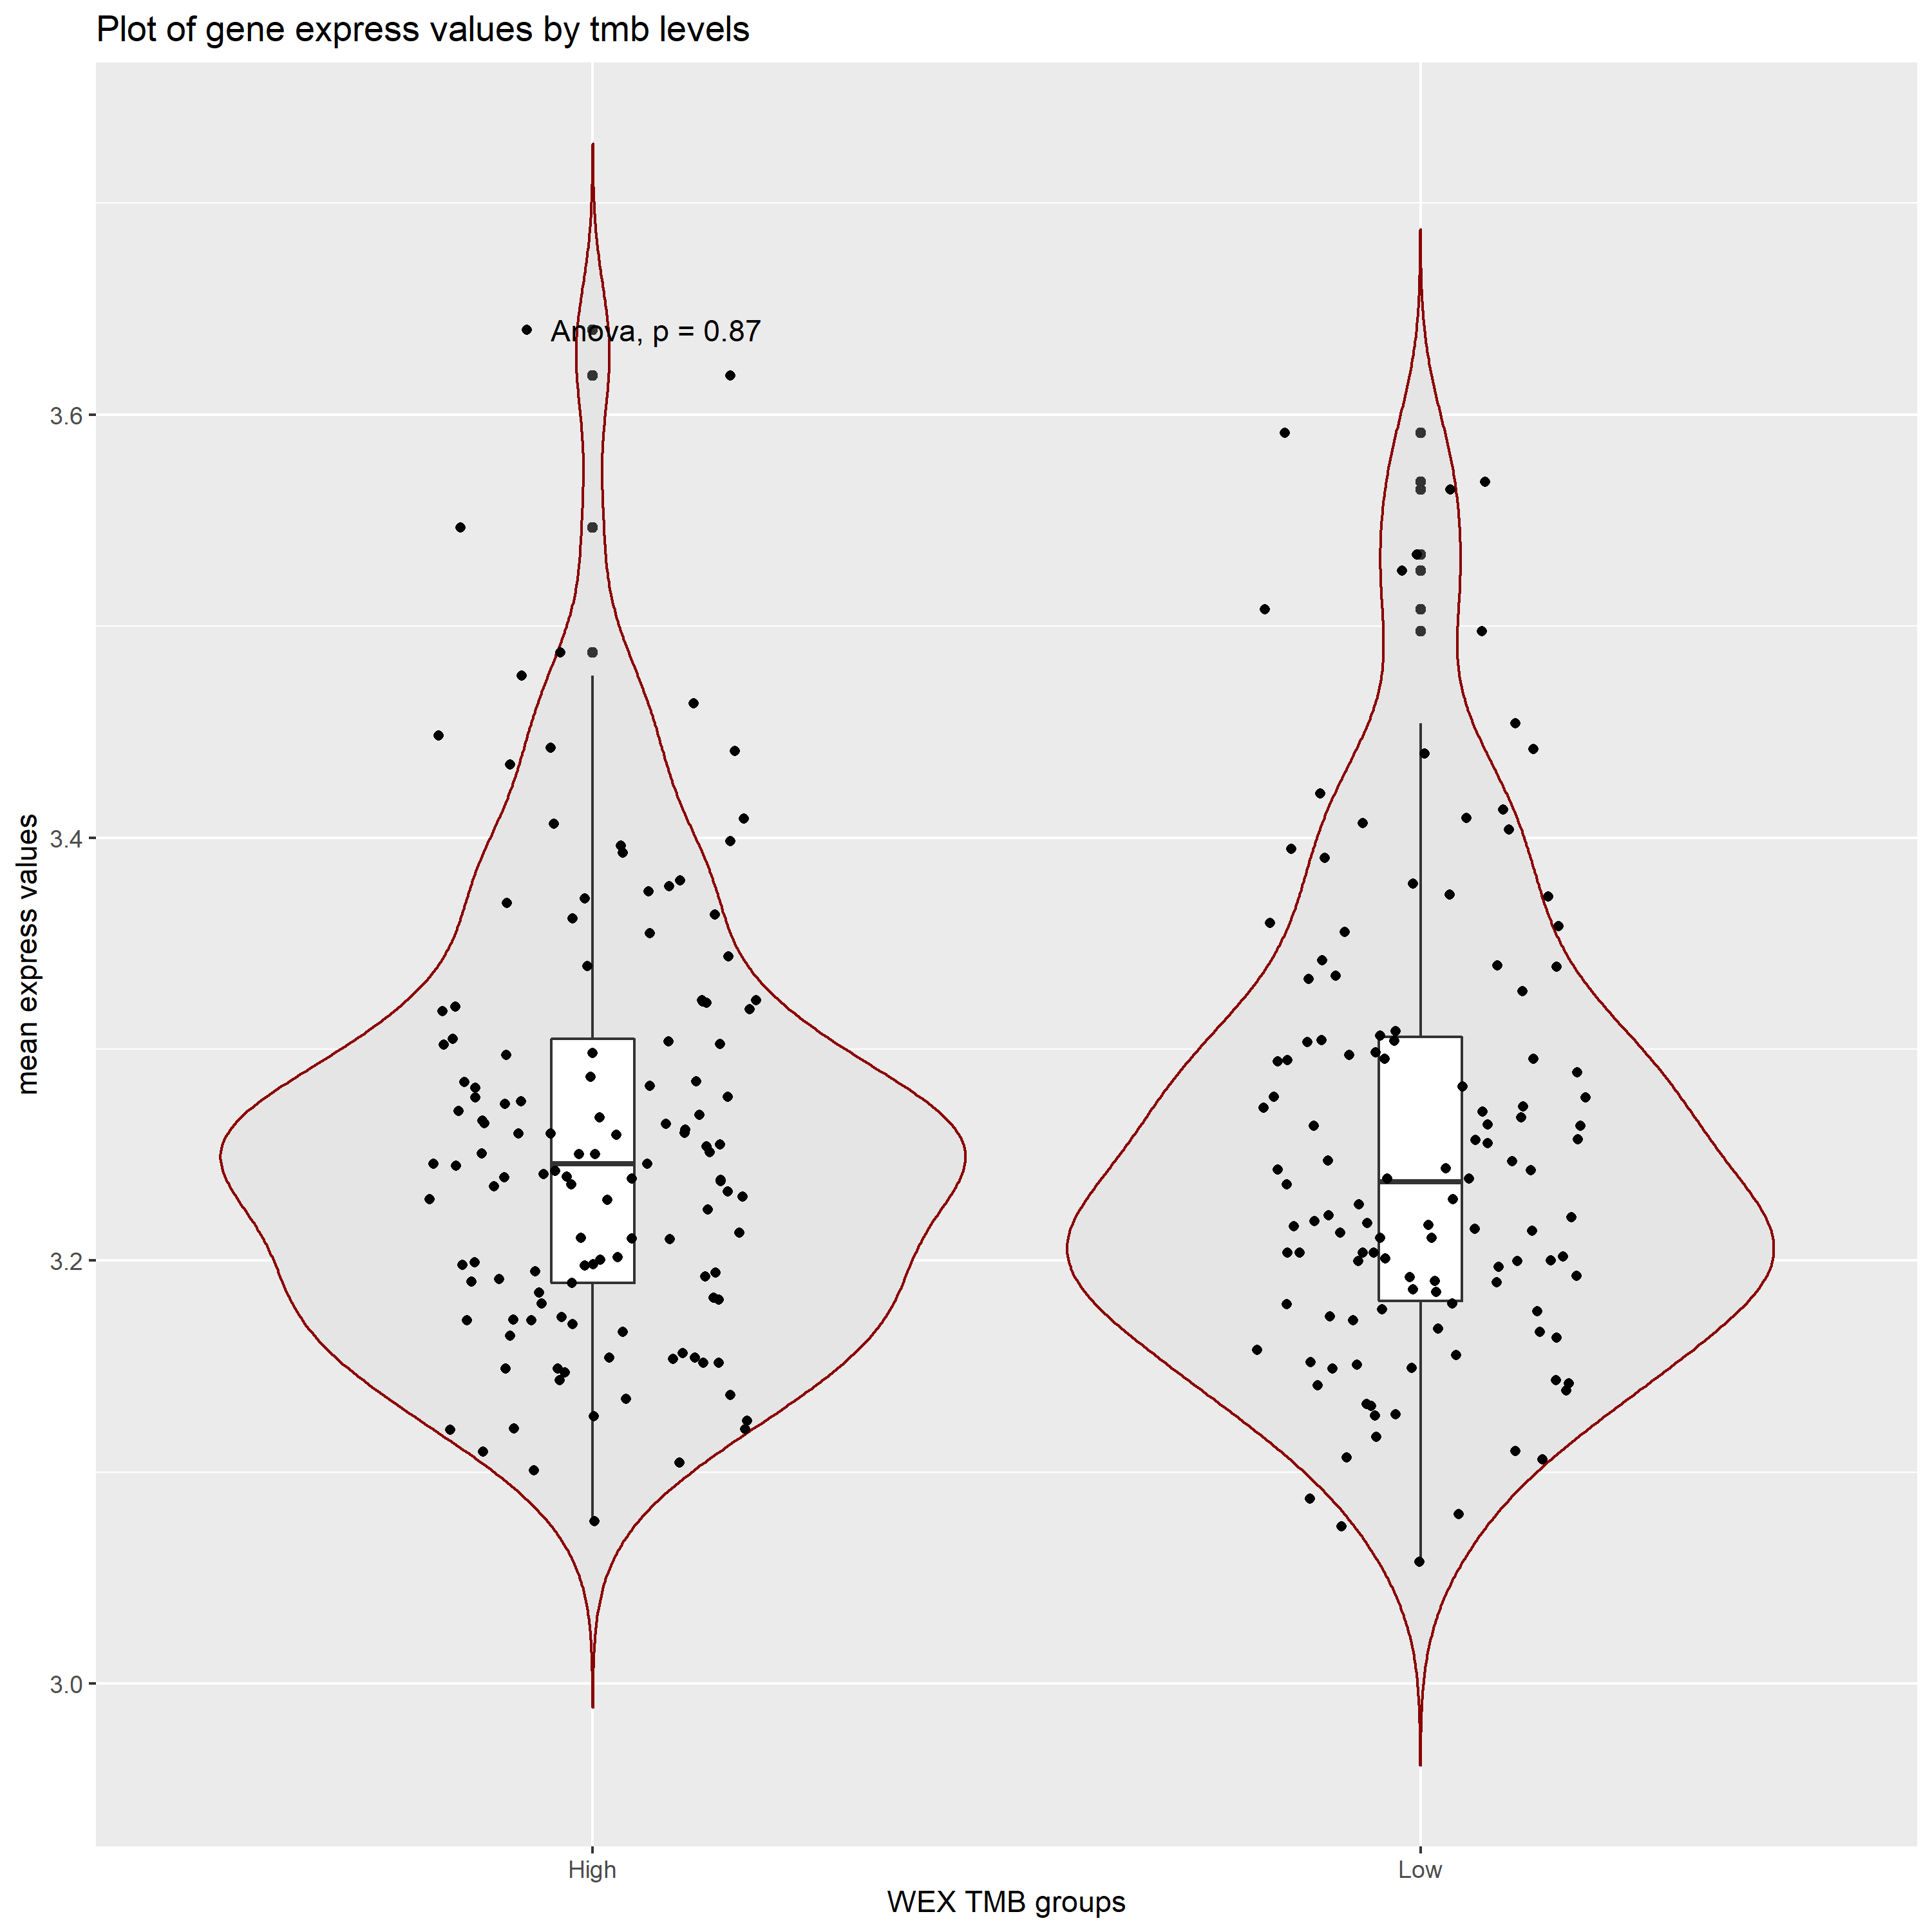 Plot of gene express values by tmb levels
Anova, p = 0.87
3.6
3.4
3.2
3.0
mean express values
High
Low
WEX TMB groups